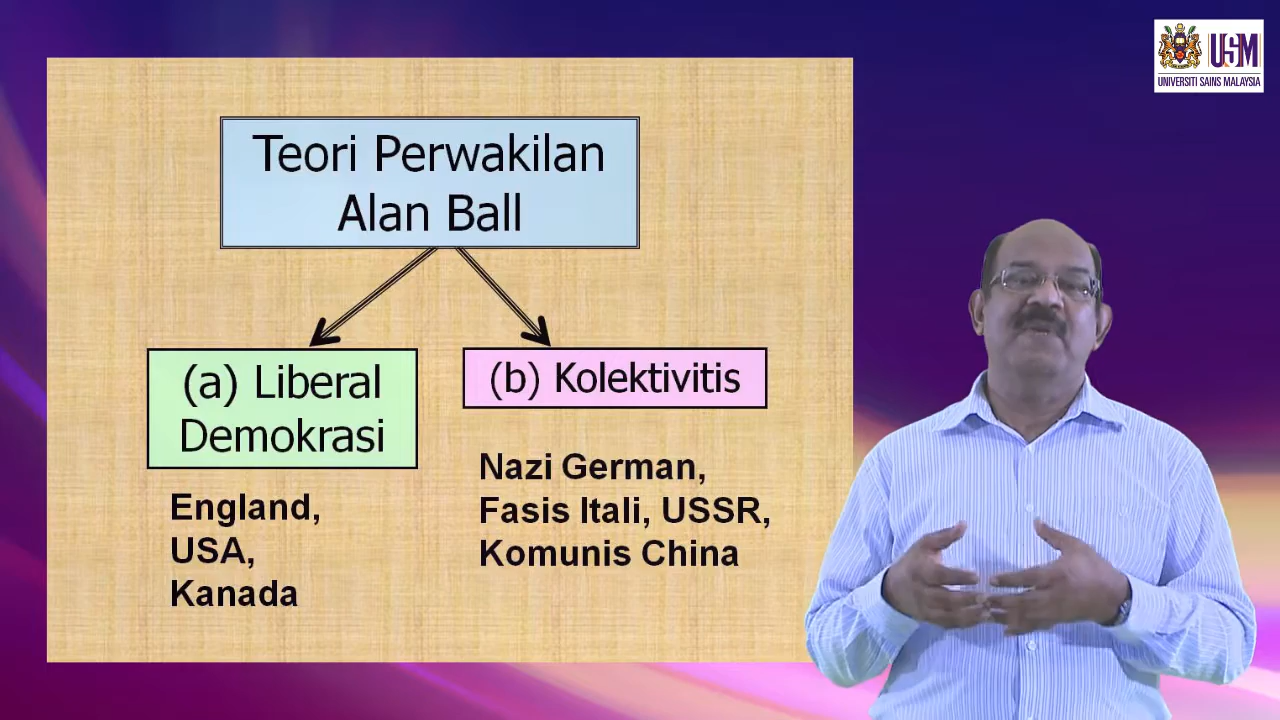 USM
UNIVERSITI SAINS MALAYSIA
Teori Perwakilan
Alan Ball
(a) Liberal
Demokrasi
England,
USA,
Kanada
(b) Kolektivitis
Nazi German,
Fasis Itali, USSR,
Komunis China